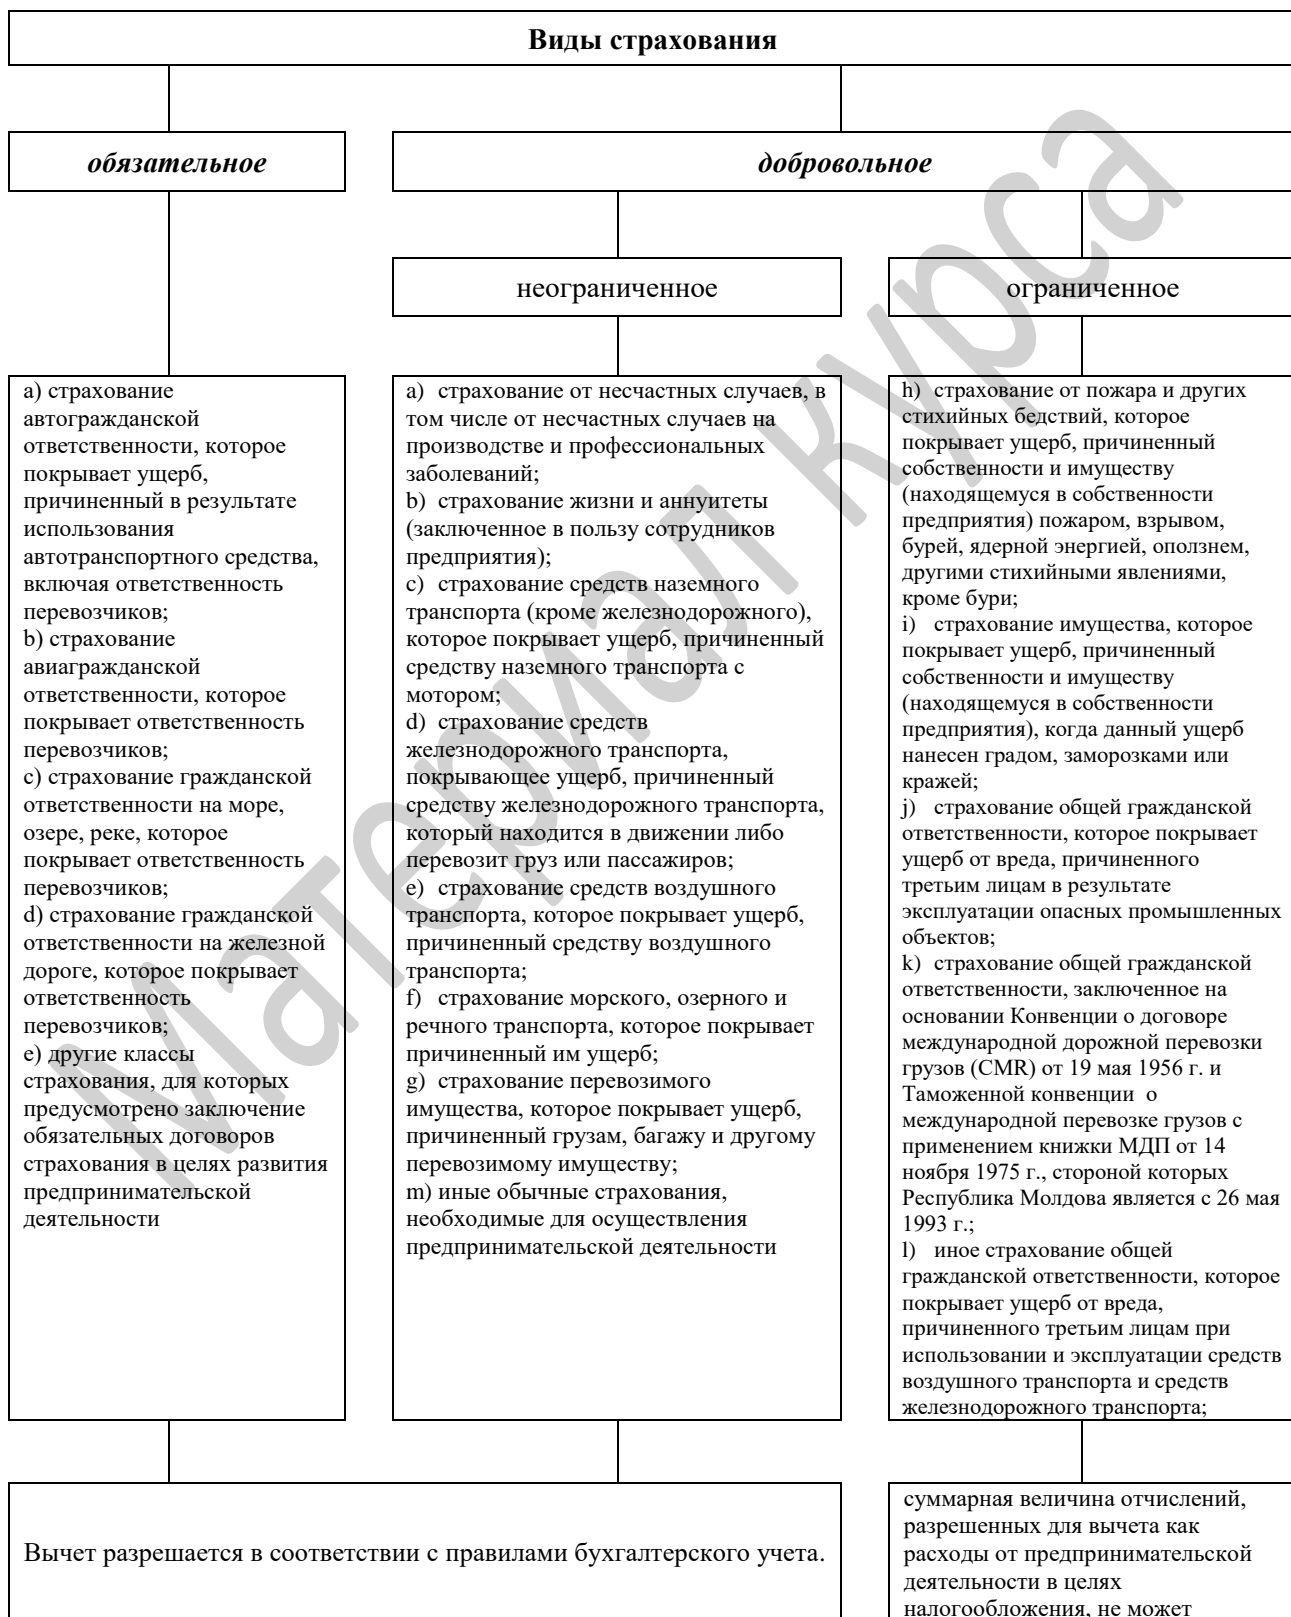 Виды страхования
обязательное
добровольное
неограниченное
ограниченное
a) страхование
автогражданской
ответственности, которое
покрывает ущерб,
причиненный в результате
использования
автотранспортного средства,
включая ответственность
перевозчиков;
b) страхование
авиагражданской
ответственности, которое
покрывает ответственность
перевозчиков;
c) страхование гражданской
ответственности на море,
озере, реке, которое
покрывает ответственность
перевозчиков;
d) страхование гражданской
ответственности на железной
дороге, которое покрывает
ответственность
перевозчиков;
e) другие классы
страхования, для которых
предусмотрено заключение
обязательных договоров
страхования в целях развития
предпринимательской
деятельности
a) страхование от несчастных случаев, в
том числе от несчастных случаев на
производстве и профессиональных
заболеваний;
b) страхование жизни и аннуитеты
(заключенное в пользу сотрудников
предприятия);
c) страхование средств наземного
транспорта (кроме железнодорожного),
которое покрывает ущерб, причиненный
средству наземного транспорта с
мотором;
d) страхование средств
железнодорожного транспорта,
покрывающее ущерб, причиненный
средству железнодорожного транспорта,
который находится в движении либо
перевозит груз или пассажиров;
e) страхование средств воздушного
транспорта, которое покрывает ущерб,
причиненный средству воздушного
транспорта;
f) страхование морского, озерного и
речного транспорта, которое покрывает
причиненный им ущерб;
g) страхование перевозимого
имущества, которое покрывает ущерб,
причиненный грузам, багажу и другому
перевозимому имуществу;
m) иные обычные страхования,
необходимые для осуществления
предпринимательской деятельности
h) страхование от пожара и других
стихийных бедствий, которое
покрывает ущерб, причиненный
собственности и имуществу
(находящемуся в собственности
предприятия) пожаром, взрывом,
бурей, ядерной энергией, оползнем,
другими стихийными явлениями,
кроме бури;
i) страхование имущества, которое
покрывает ущерб, причиненный
собственности и имуществу
(находящемуся в собственности
предприятия), когда данный ущерб
нанесен градом, заморозками или
кражей;
j) страхование общей гражданской
ответственности, которое покрывает
ущерб от вреда, причиненного
третьим лицам в результате
эксплуатации опасных промышленных
объектов;
k) страхование общей гражданской
ответственности, заключенное на
основании Конвенции о договоре
международной дорожной перевозки
грузов (CMR) от 19 мая 1956 г. и
Таможенной конвенции о
международной перевозке грузов с
применением книжки МДП от 14
ноября 1975 г., стороной которых
Республика Молдова является с 26 мая
1993 г.;
l) иное страхование общей
гражданской ответственности, которое
покрывает ущерб от вреда,
причиненного третьим лицам при
использовании и эксплуатации средств
воздушного транспорта и средств
железнодорожного транспорта;
Вычет разрешается в соответствии с правилами бухгалтерского учета.
суммарная величина отчислений,
разрешенных для вычета как
расходы от предпринимательской
деятельности в целях
налогообложения, не может
Материал курса